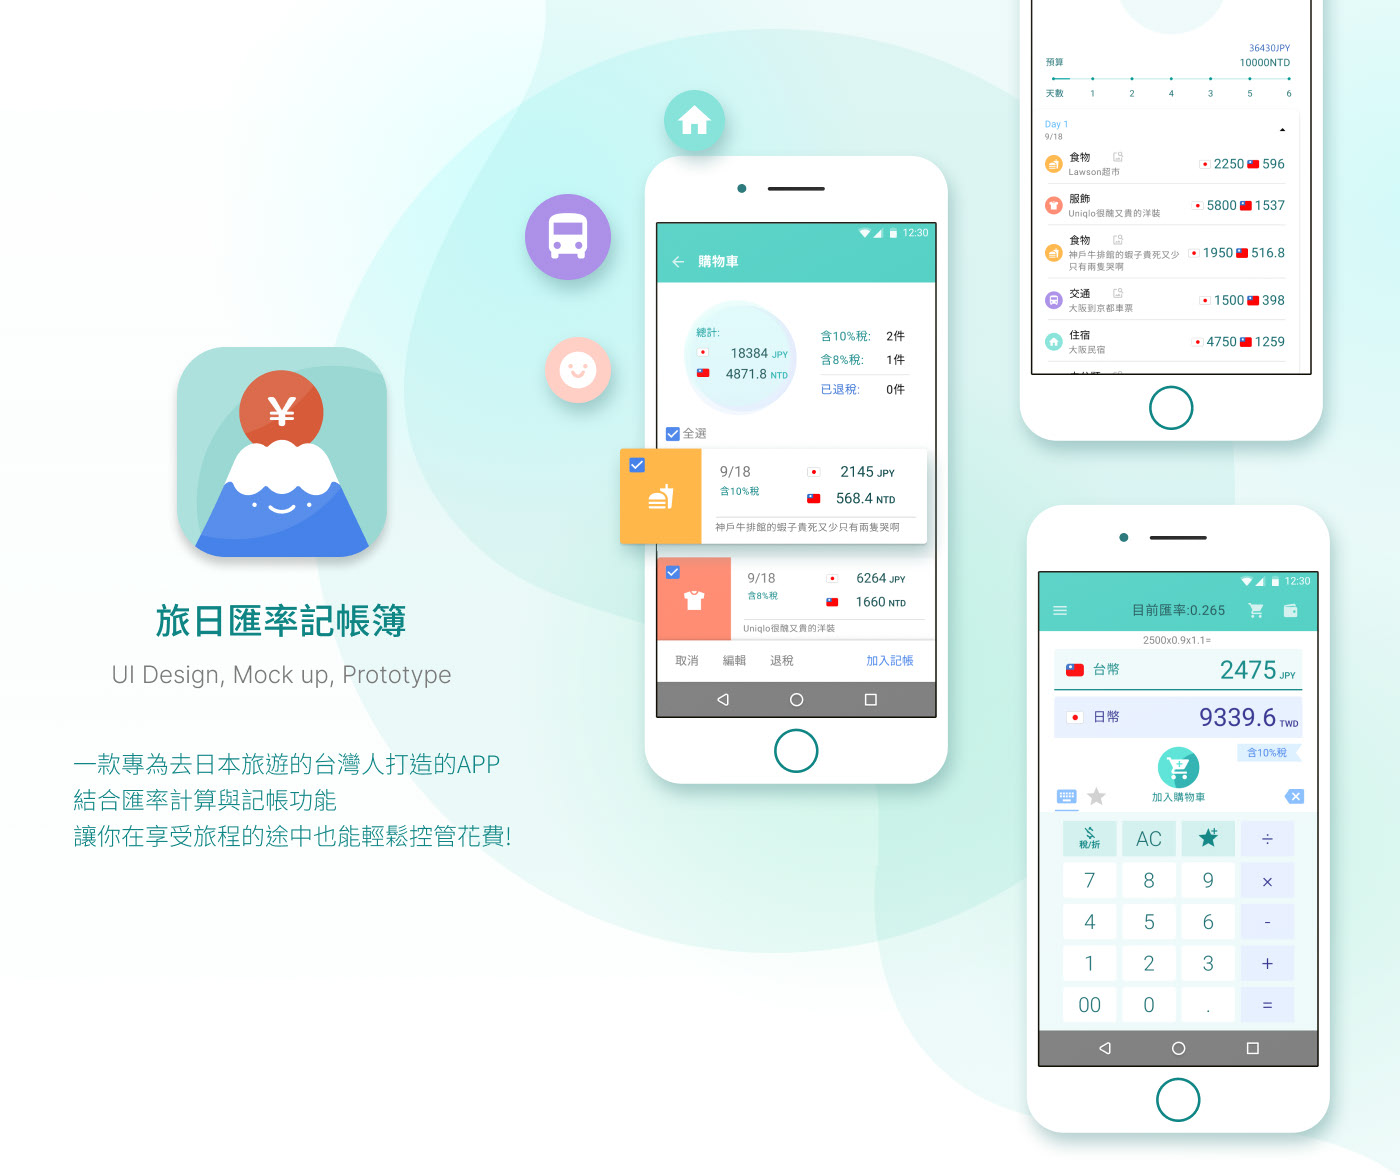 ¥
旅日匯率記帳簿
UI Design, Mock up, Prototype
一款專為去日本旅遊的台灣人打造的APP
結合匯率計算與記帳功能
讓你在享受旅程的途中也能輕鬆控管花費!
12:30
購物車
總計:
18384 JPY
4871.8 NTD
含10%稅: 2件
含8%稅: 1件
已退稅: 0件
全選
9/18 2145 JPY
含10%稅 568.4 NTD
神戶牛排館的蝦子貴死又少只有兩隻哭啊
9/18 6264 JPY
含8%稅 1660 NTD
Uniqlo很醜又貴的洋裝
取消 編輯 退稅 加入記帳
36430JPY
預算 10000NTD
天數 1 2 4 3 5 6
Day 1
9/18
食物
Lawson超市
2250 596
服飾
Uniqlo很醜又貴的洋裝
5800 1537
食物
神戶牛排館的蝦子貴死又少
只有兩隻哭啊
1950 516.8
交通
大阪到京都車票
1500 398
住宿
大阪民宿
4750 1259
12:30
目前匯率:0.265
2500x0.9x1.1=
台幣 2475 JPY
日幣 9339.6 TWD
含10%稅
加入購物車
稅/折 AC ÷
7 8 9 ×
4 5 6 -
1 2 3 +
00 0 . =